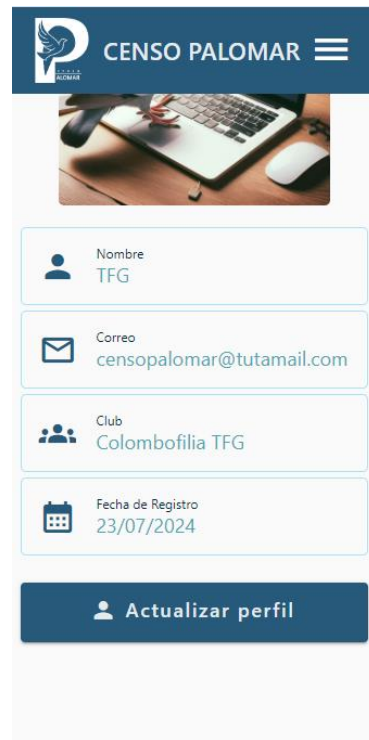 CENSO PALOMAR
Nombre
TFG
Correo
censopalomar@tutamail.com
Club
Colombofilia TFG
Fecha de Registro
23/07/2024
Actualizar perfil